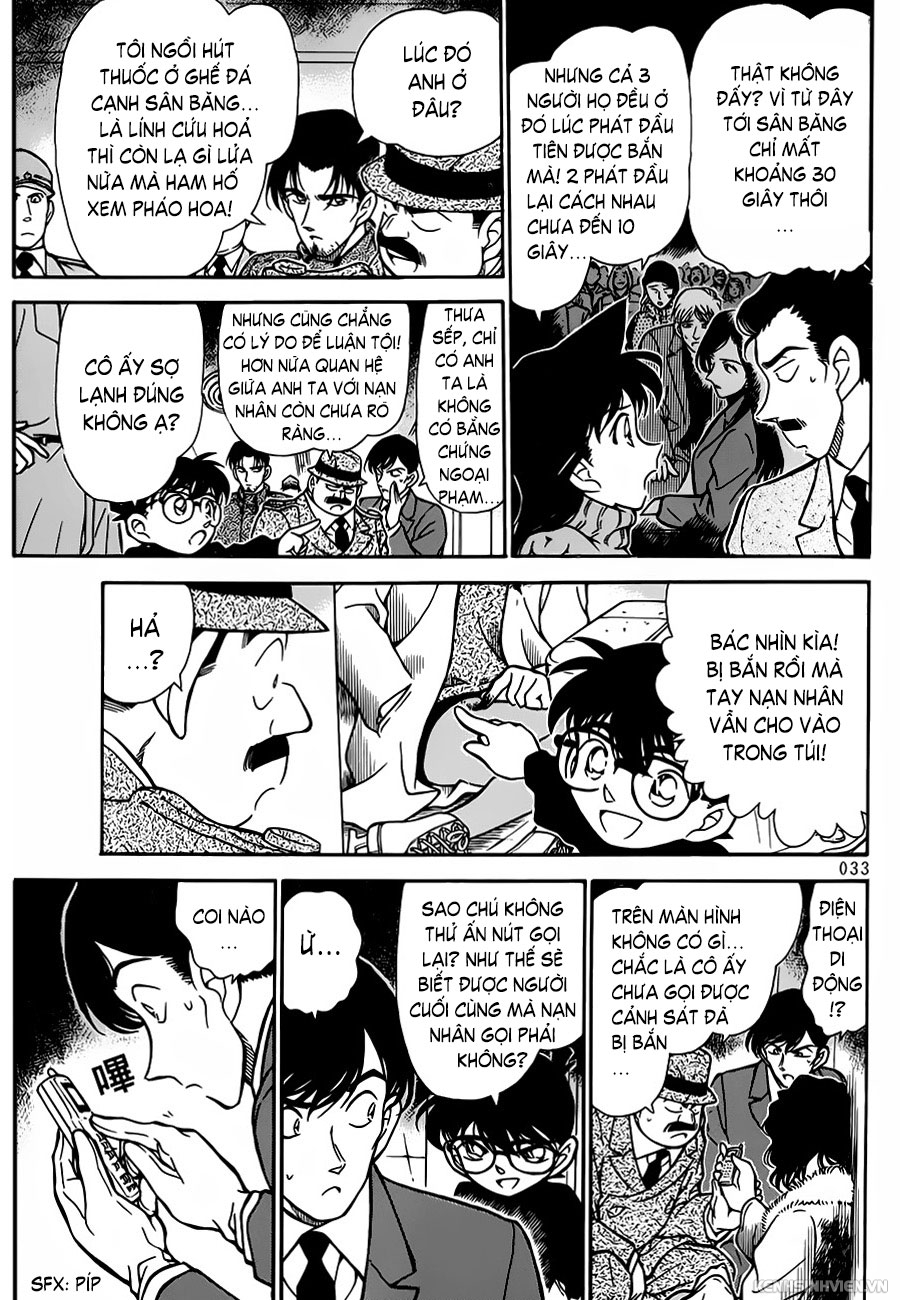 THẬT KHÔNG
ĐẤY? VÌ TỪ ĐÂY
TỚI SÂN BĂNG
CHỈ MẤT
KHOẢNG 30
GIÂY THÔI
...
NHƯNG CẢ 3
NGƯỜI HỌ ĐỀU Ở
ĐÓ LÚC PHÁT ĐẦU
TIÊN ĐƯỢC BẮN
MÀ! 2 PHÁT ĐẦU
LẠI CÁCH NHAU
CHƯA ĐẾN 10
GIÂY...
LÚC ĐÓ
ANH Ở
ĐÂU?
TÔI NGỒI HÚT
THUỐC Ở GHẾ ĐÁ
CẠNH SÂN BĂNG...
LÀ LÍNH CỨU HOẢ
THÌ CÒN LẠ GÌ LỬA
NỮA MÀ HAM HỐ
XEM PHÁO HOA!
THƯA
SẾP, CHỈ
CÓ ANH
TA LÀ
KHÔNG
CÓ BẰNG
CHỨNG
NGOẠI
PHẠM...
NHƯNG CŨNG CHẲNG
CÓ LÝ DO ĐỂ LUẬN TỘI!
HƠN NỮA QUAN HỆ
GIỮA ANH TA VỚI NẠN
NHÂN CÒN CHƯA RÕ
RÀNG...
CÔ ẤY SỢ
LẠNH ĐÚNG
KHÔNG Ạ?
BÁC NHÌN KÌA!
BỊ BẮN RỒI MÀ
TAY NẠN NHÂN
VẪN CHO VÀO
TRONG TÚI!
HẢ
...?
033
ĐIỆN
THOẠI
DI
ĐỘNG
!?
TRÊN MÀN HÌNH
KHÔNG CÓ GÌ...
CHẮC LÀ CÔ ẤY
CHƯA GỌI ĐƯỢC
CẢNH SÁT ĐÃ
BỊ BẮN
...
SAO CHÚ KHÔNG
THỬ ẤN NÚT GỌI
LẠI? NHƯ THẾ SẼ
BIẾT ĐƯỢC NGƯỜI
CUỐI CÙNG MÀ NẠN
NHÂN GỌI PHẢI
KHÔNG?
Ừ...
COI NÀO
...
嗶
SFX: PÍP
KENHSINHVIEN.VN